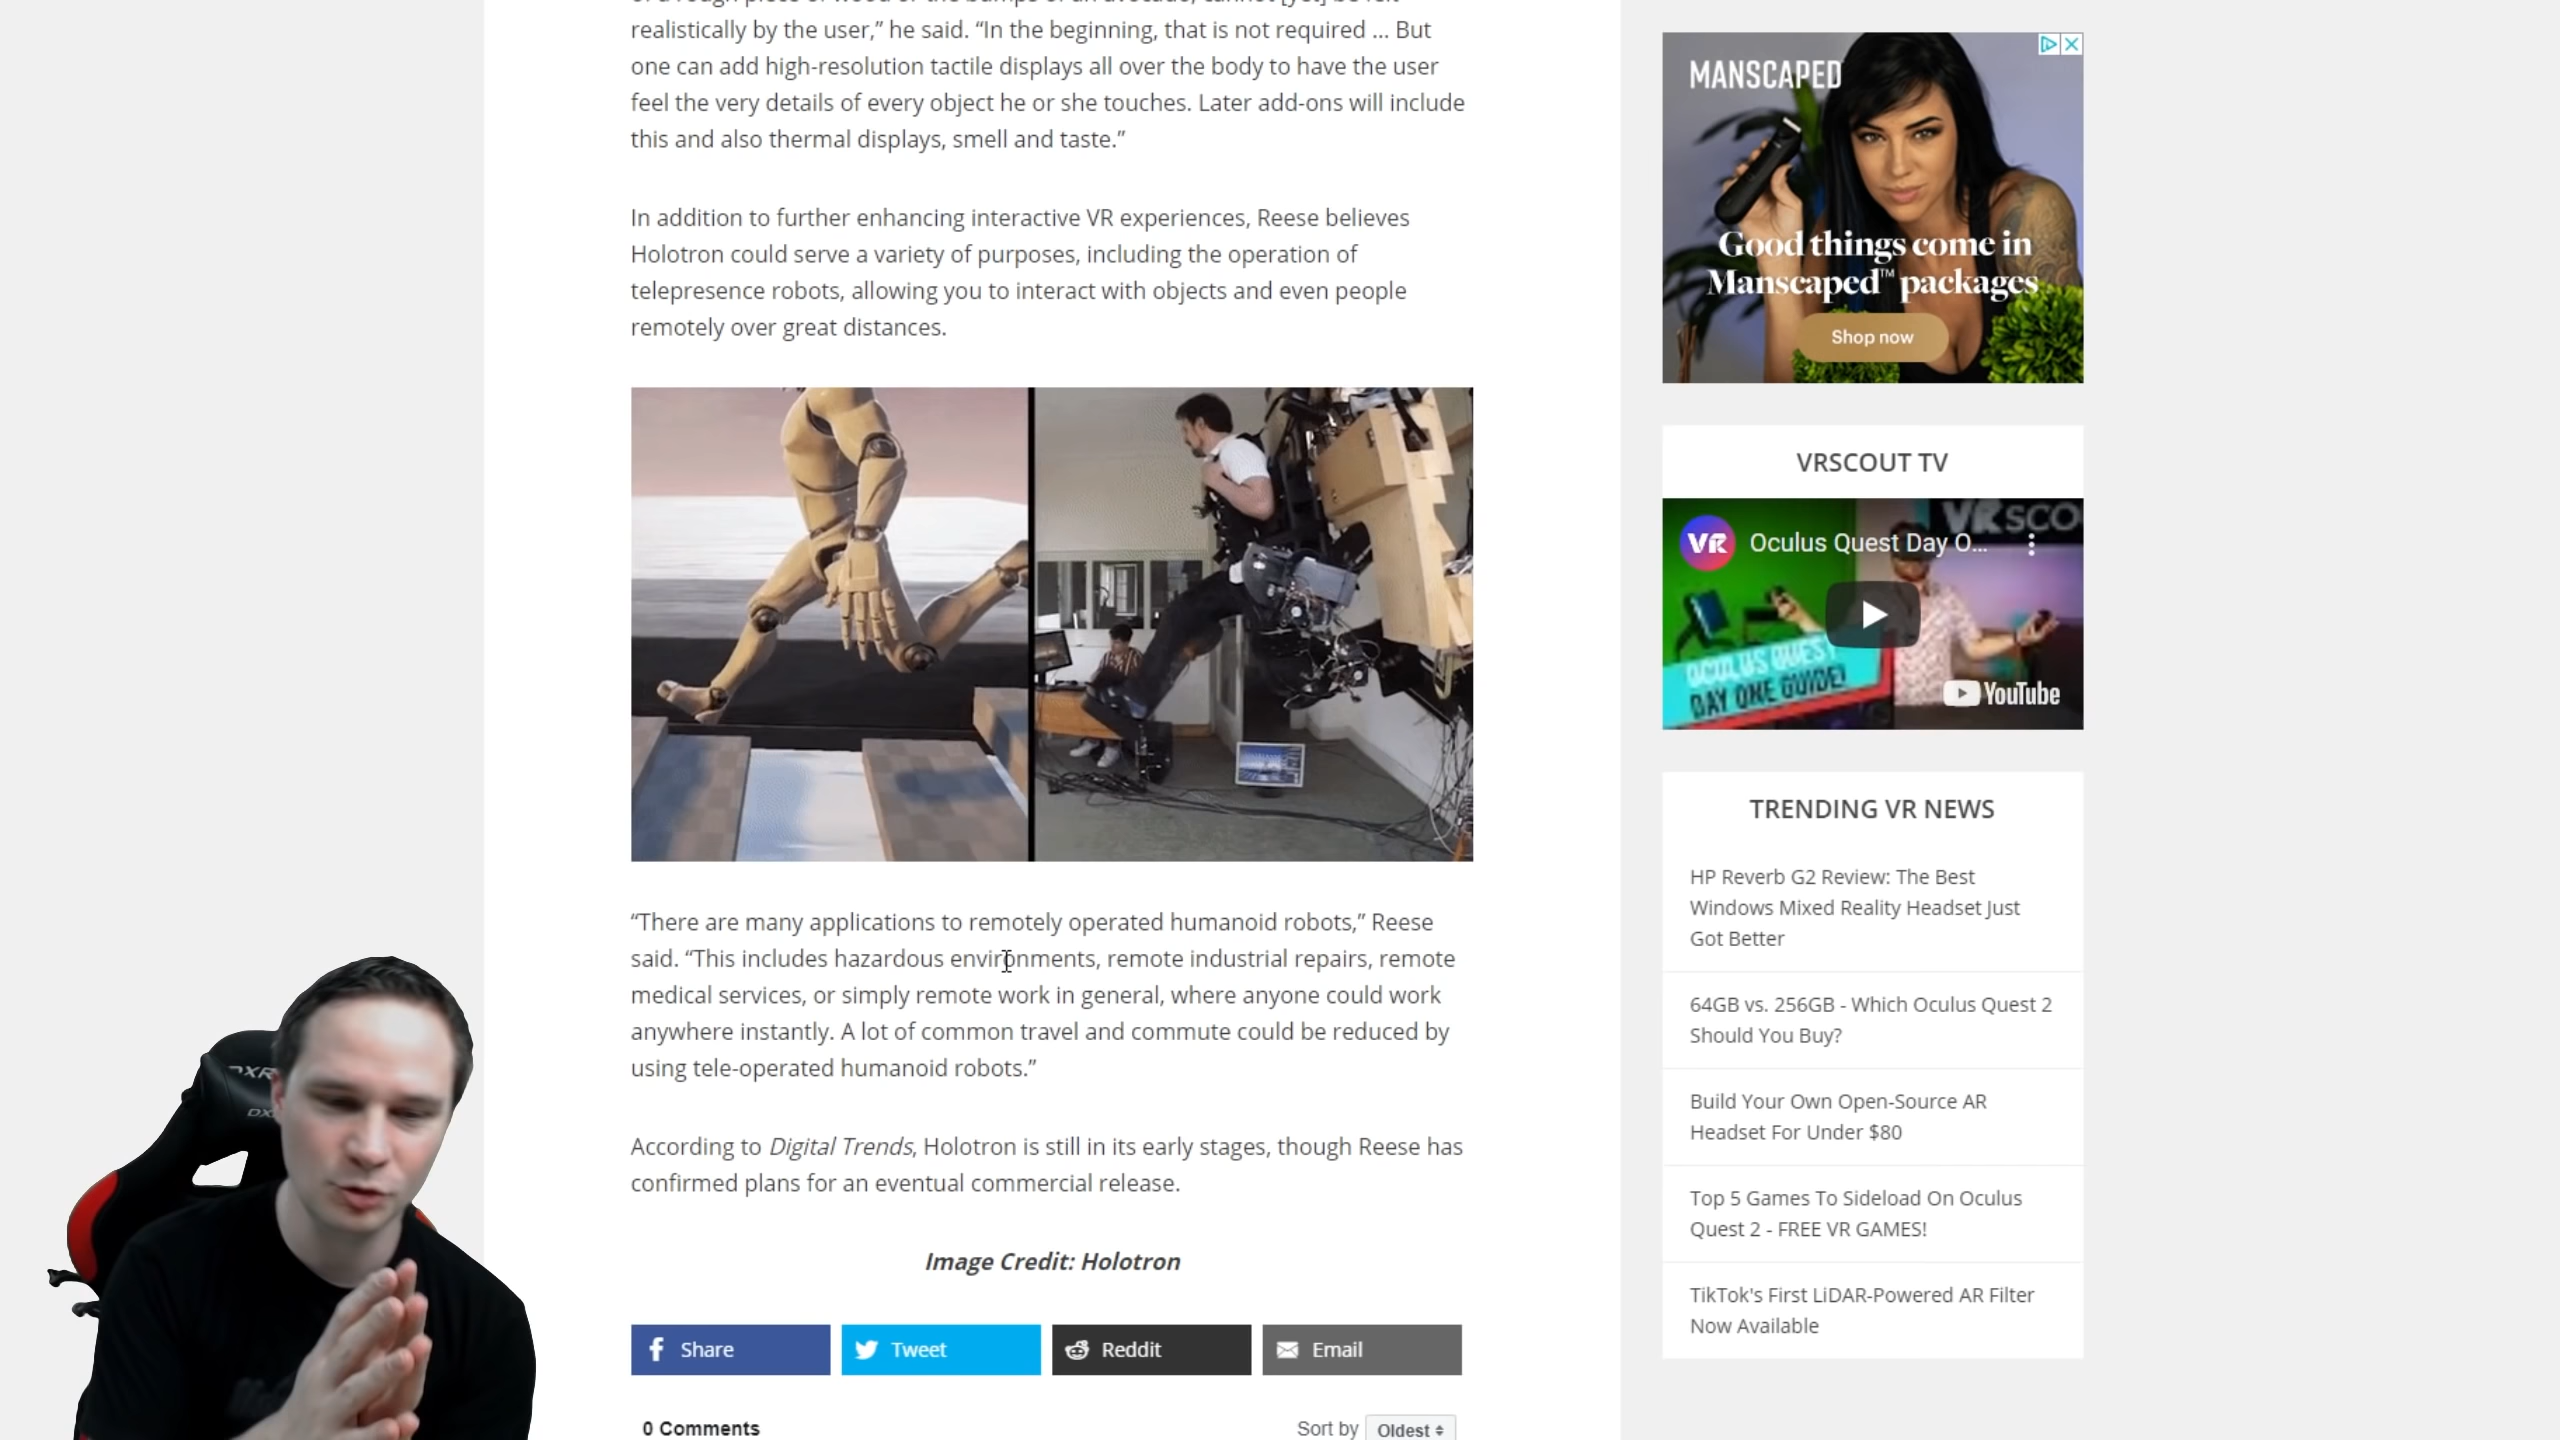 realistically by the user,” he said. “In the beginning, that is not required ... But
one can add high-resolution tactile displays all over the body to have the user
feel the very details of every object he or she touches. Later add-ons will include
this and also thermal displays, smell and taste.”
In addition to further enhancing interactive VR experiences, Reese believes
Holotron could serve a variety of purposes, including the operation of
telepresence robots, allowing you to interact with objects and even people
remotely over great distances.
“There are many applications to remotely operated humanoid robots,” Reese
said. “This includes hazardous environments, remote industrial repairs, remote
medical services, or simply remote work in general, where anyone could work
anywhere instantly. A lot of common travel and commute could be reduced by
using tele-operated humanoid robots.”
According to Digital Trends, Holotron is still in its early stages, though Reese has
confirmed plans for an eventual commercial release.
Image Credit: Holotron
Share
Tweet
Reddit
Email
0 Comments
Sort by
Oldest
MANSCAPED
Good things come in
Manscaped™ packages
Shop now
VRSCOUT TV
VRSCO
VR
Oculus Quest Day O...
OCULUS QUEST
DAY ONE GUIDE!
YouTube
TRENDING VR NEWS
HP Reverb G2 Review: The Best
Windows Mixed Reality Headset Just
Got Better
64GB vs. 256GB - Which Oculus Quest 2
Should You Buy?
Build Your Own Open-Source AR
Headset For Under $80
Top 5 Games To Sideload On Oculus
Quest 2 - FREE VR GAMES!
TikTok's First LiDAR-Powered AR Filter
Now Available
DXR
DX